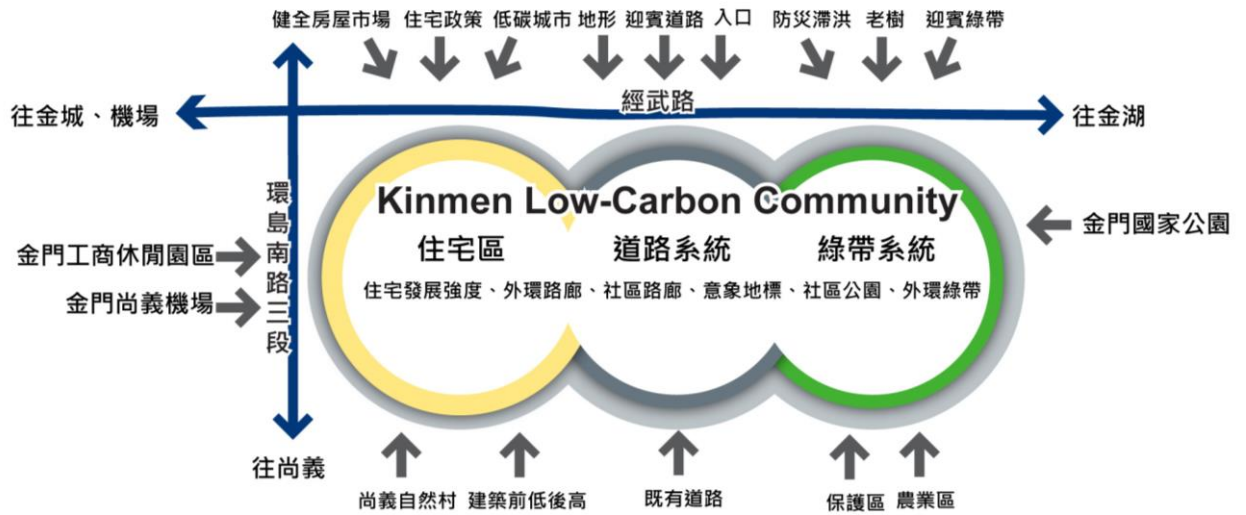 健全房屋市場 住宅政策 低碳城市 地形 迎賓道路 入口 防災滯洪 老樹 迎賓綠帶
經武路
往金城、機場
往金湖
環島南路三段
Kinmen Low-Carbon Community
住宅區 道路系統 綠帶系統
住宅發展強度、外環路廊、社區路廊、意象地標、社區公園、外環綠帶
金門國家公園
金門工商休閒園區
金門尚義機場
往尚義
尚義自然村 建築前低後高 既有道路 保護區 農業區